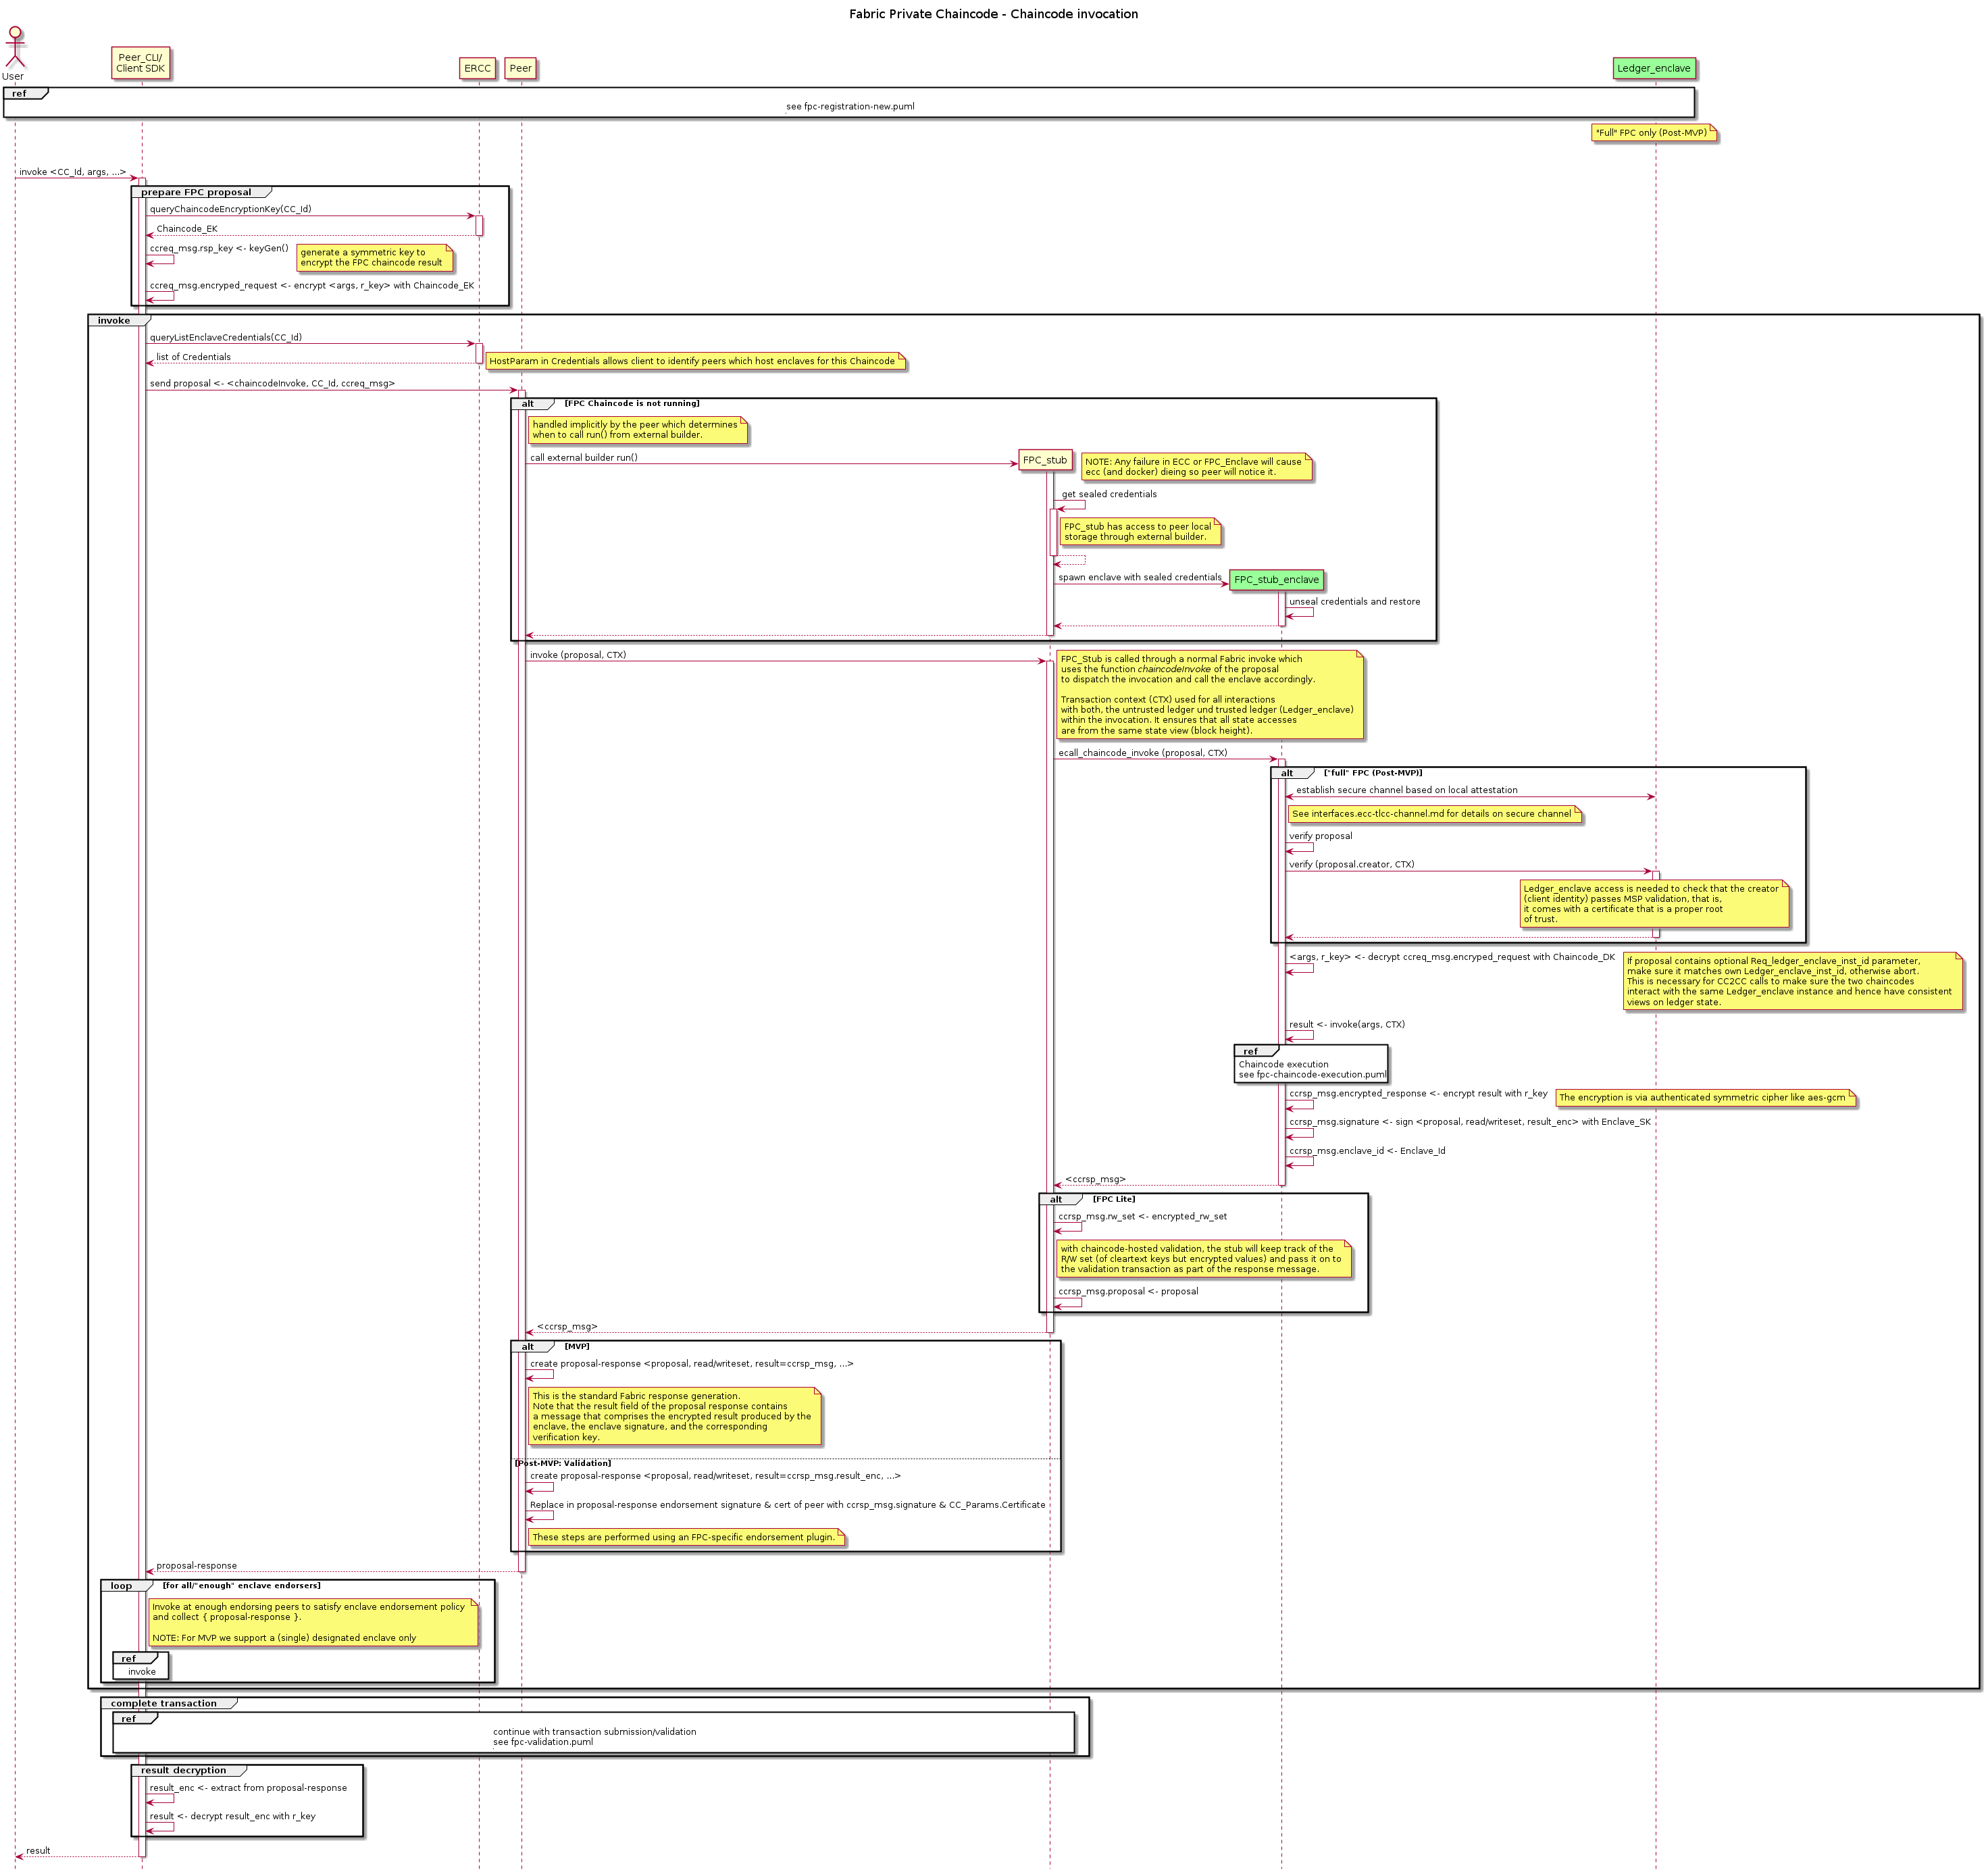 Fabric Private Chaincode - Chaincode invocation
User
Peer_CLI/
Client SDK
ERCC
Peer
Ledger_enclave
ref
see fpc-registration-new.puml
"Full" FPC only (Post-MVP)
invoke <CC_Id, args, ...>
prepare FPC proposal
queryChaincodeEncryptionKey(CC_Id)
Chaincode_EK
ccreq_msg.rsp_key <- keyGen()
generate a symmetric key to
encrypt the FPC chaincode result
ccreq_msg.encryped_request <- encrypt <args, r_key> with Chaincode_EK
invoke
queryListEnclaveCredentials(CC_Id)
list of Credentials
HostParam in Credentials allows client to identify peers which host enclaves for this Chaincode
send proposal <- <chaincodeInvoke, CC_Id, ccreq_msg>
alt
[FPC Chaincode is not running]
handled implicitly by the peer which determines
when to call run() from external builder.
call external builder run()
FPC_stub
NOTE: Any failure in ECC or FPC_Enclave will cause
ecc (and docker) dieing so peer will notice it.
get sealed credentials
FPC_stub has access to peer local
storage through external builder.
spawn enclave with sealed credentials
FPC_stub_enclave
unseal credentials and restore
invoke (proposal, CTX)
FPC_Stub is called through a normal Fabric invoke which
uses the function chaincodeInvoke of the proposal
to dispatch the invocation and call the enclave accordingly.
Transaction context (CTX) used for all interactions
with both, the untrusted ledger und trusted ledger (Ledger_enclave)
within the invocation. It ensures that all state accesses
are from the same state view (block height).
ecall_chaincode_invoke (proposal, CTX)
alt
["full" FPC (Post-MVP)]
establish secure channel based on local attestation
See interfaces.ecc-tlcc-channel.md for details on secure channel
verify proposal
verify (proposal.creator, CTX)
Ledger_enclave access is needed to check that the creator
(client identity) passes MSP validation, that is,
it comes with a certificate that is a proper root
of trust.
<args, r_key> <- decrypt ccreq_msg.encryped_request with Chaincode_DK
If proposal contains optional Req_ledger_enclave_inst_id parameter,
make sure it matches own Ledger_enclave_inst_id, otherwise abort.
This is necessary for CC2CC calls to make sure the two chaincodes
interact with the same Ledger_enclave instance and hence have consistent
views on ledger state.
result <- invoke(args, CTX)
ref
Chaincode execution
see fpc-chaincode-execution.puml
ccrsp_msg.encrypted_response <- encrypt result with r_key
The encryption is via authenticated symmetric cipher like aes-gcm
ccrsp_msg.signature <- sign <proposal, read/writeset, result_enc> with Enclave_SK
ccrsp_msg.enclave_id <- Enclave_Id
<ccrsp_msg>
alt
[FPC Lite]
ccrsp_msg.rw_set <- encrypted_rw_set
with chaincode-hosted validation, the stub will keep track of the
R/W set (of cleartext keys but encrypted values) and pass it on to
the validation transaction as part of the response message.
ccrsp_msg.proposal <- proposal
<ccrsp_msg>
alt
[MVP]
create proposal-response <proposal, read/writeset, result=ccrsp_msg, ...>
This is the standard Fabric response generation.
Note that the result field of the proposal response contains
a message that comprises the encrypted result produced by the
enclave, the enclave signature, and the corresponding
verification key.
[Post-MVP: Validation]
create proposal-response <proposal, read/writeset, result=ccrsp_msg.result_enc, ...>
Replace in proposal-response endorsement signature & cert of peer with ccrsp_msg.signature & CC_Params.Certificate
These steps are performed using an FPC-specific endorsement plugin.
proposal-response
loop
[for all/"enough" enclave endorsers]
Invoke at enough endorsing peers to satisfy enclave endorsement policy
and collect { proposal-response }.
NOTE: For MVP we support a (single) designated enclave only
ref
invoke
complete transaction
ref
continue with transaction submission/validation
see fpc-validation.puml
result decryption
result_enc <- extract from proposal-response
result <- decrypt result_enc with r_key
result